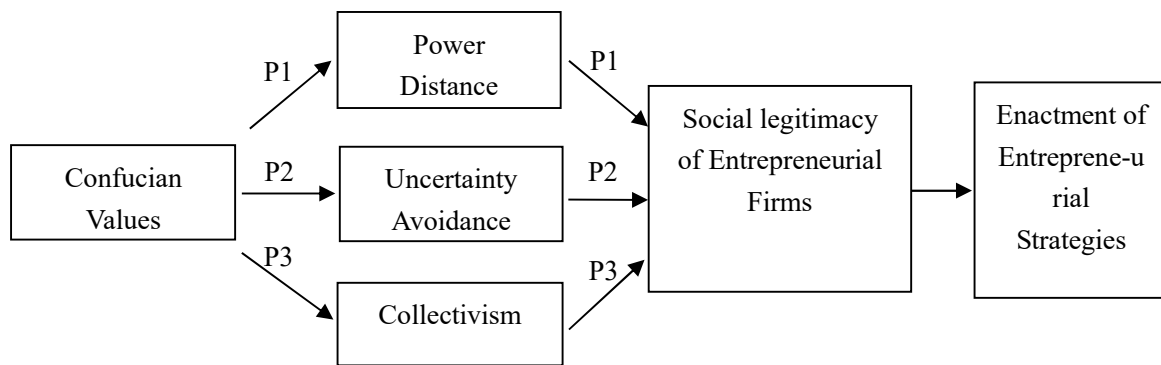 Power
Distance
P1
P1
Confucian
Values
P2
Uncertainty
Avoidance
P2
P3
Collectivism
P3
Social legitimacy
of Entrepreneurial
Firms
Enactment of
Entreprene-u
rial
Strategies